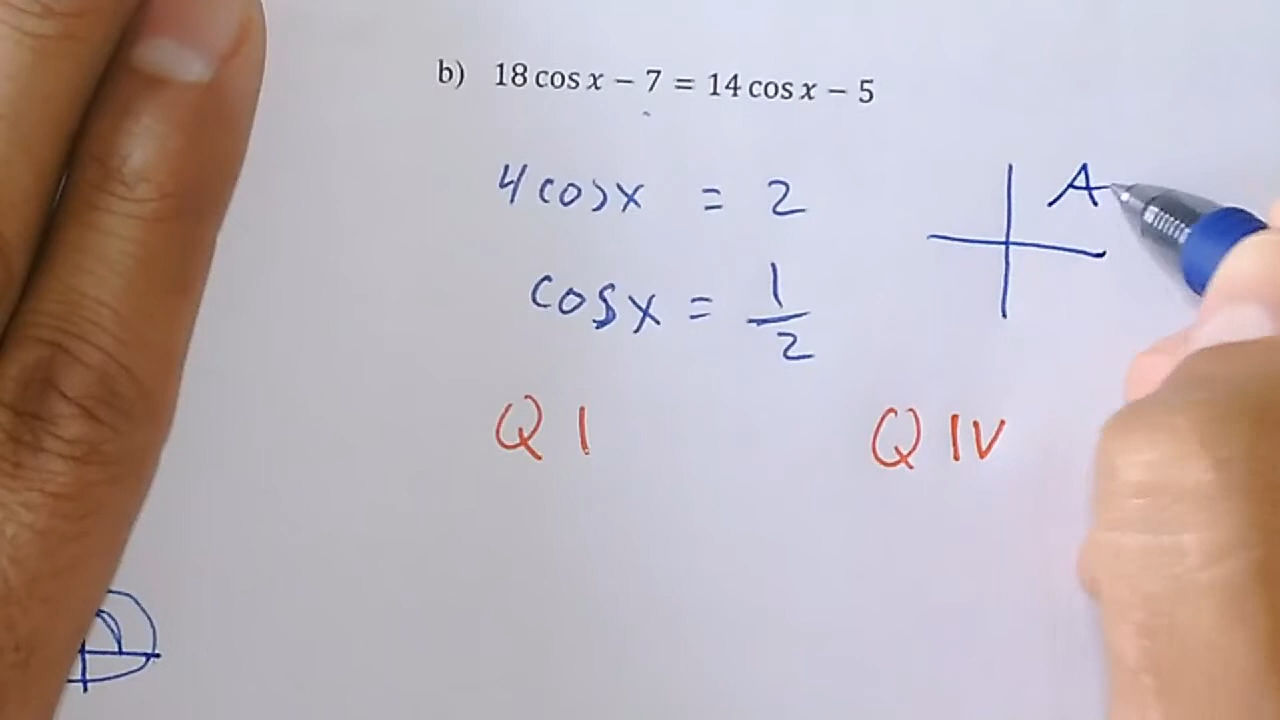 b) 18 cos x − 7 = 14 cos x − 5
4 cos x = 2
A
cos x = 1/2
Q I Q IV